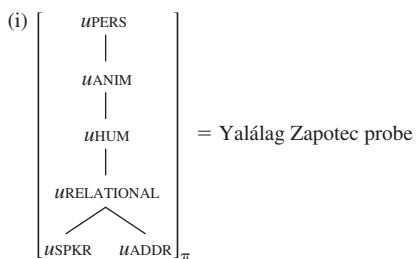 (i)
uPERS
uANIM
uHUM = Yalálag Zapotec probe
uRELATIONAL
uSPKR uADDR π